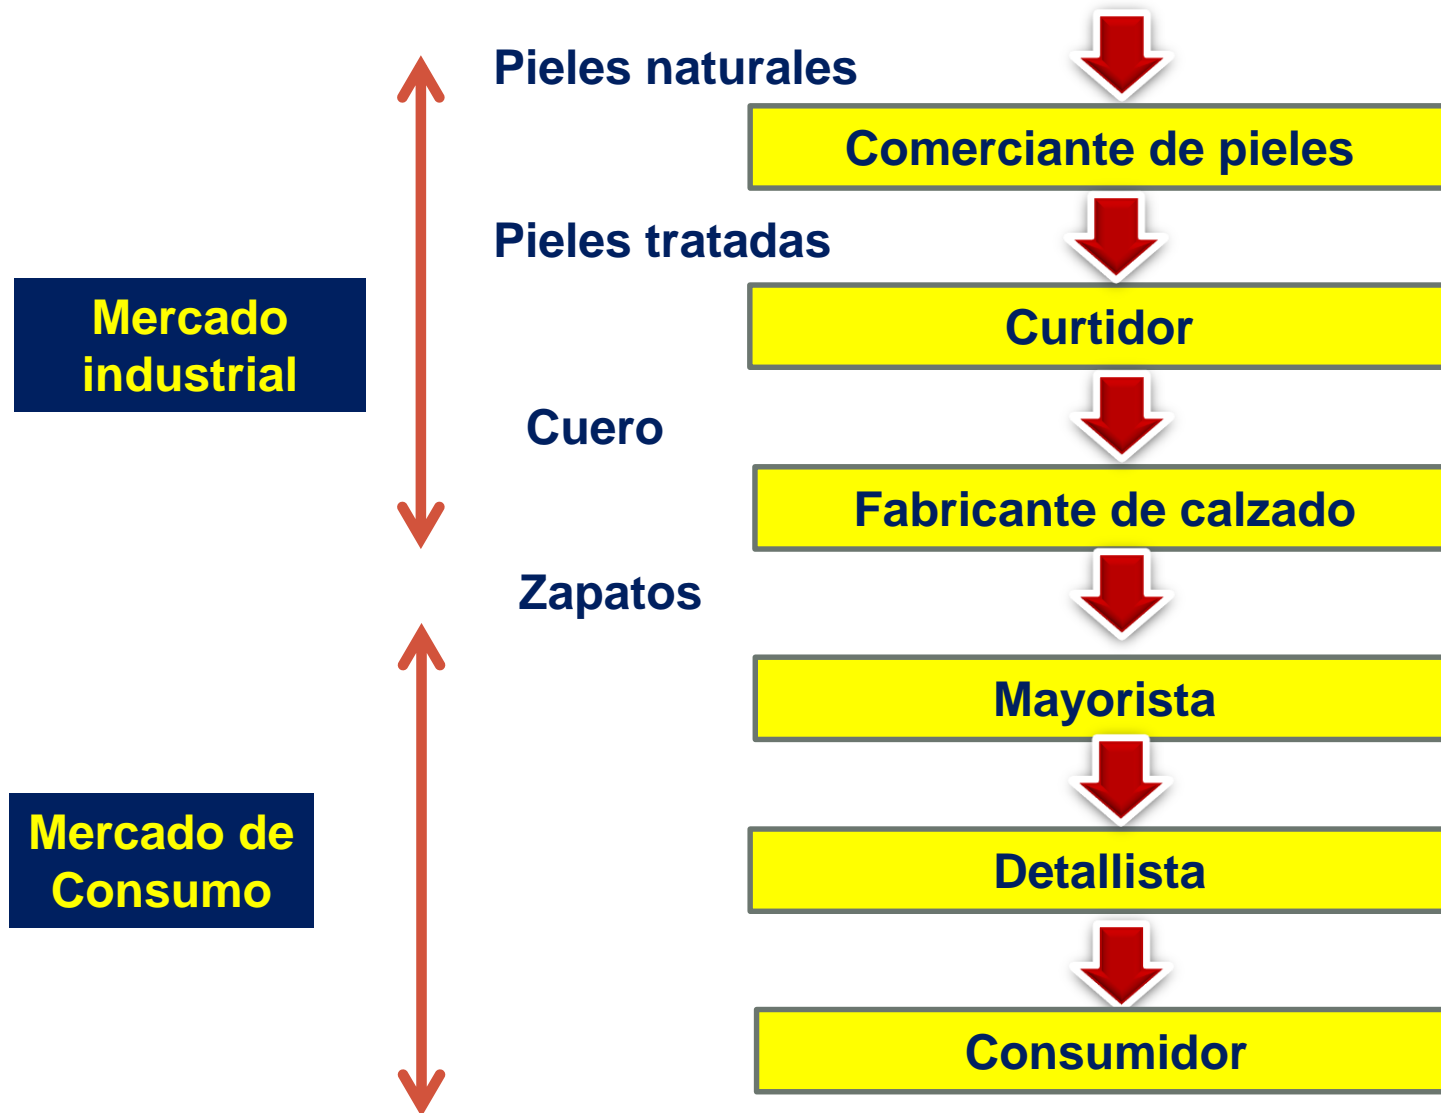 Pieles naturales
Comerciante de pieles
Pieles tratadas
Mercado
industrial
Curtidor
Cuero
Fabricante de calzado
Zapatos
Mayorista
Mercado de
Consumo
Detallista
Consumidor